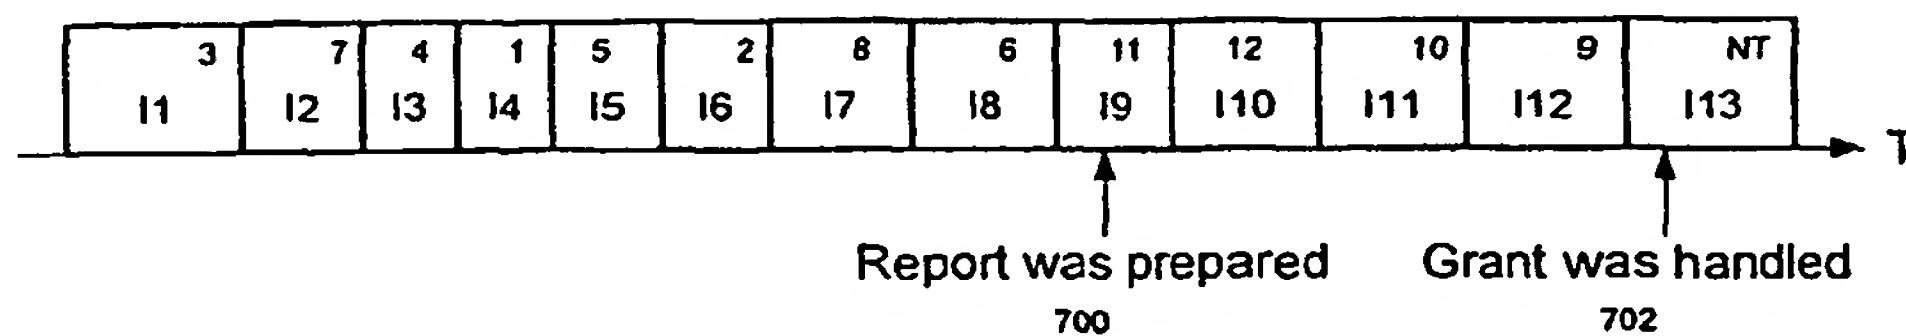 3 7 4 1 5 2 8 6 11 12 10 9 NT
I1 I2 I3 I4 I5 I6 I7 I8 I9 I10 I11 I12 I13
T
Report was prepared Grant was handled
700 702